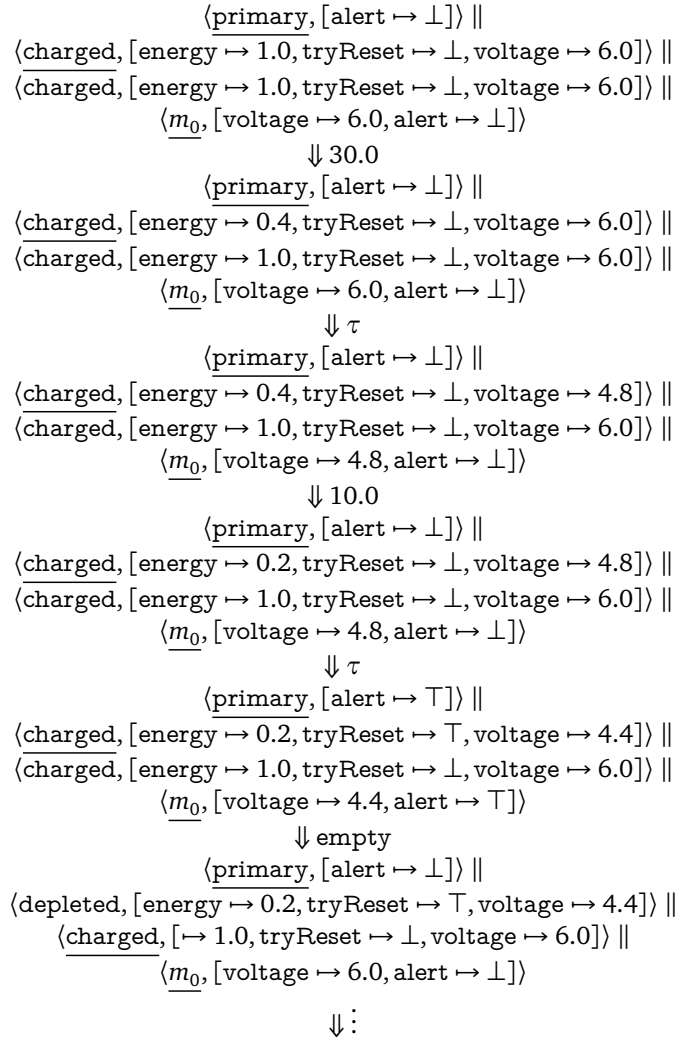 ⟨primary, [alert ↦ ⊥]⟩ ||
⟨charged, [energy ↦ 1.0, tryReset ↦ ⊥, voltage ↦ 6.0]⟩ ||
⟨charged, [energy ↦ 1.0, tryReset ↦ ⊥, voltage ↦ 6.0]⟩ ||
⟨m₀, [voltage ↦ 6.0, alert ↦ ⊥]⟩
⇓ 30.0
⟨primary, [alert ↦ ⊥]⟩ ||
⟨charged, [energy ↦ 0.4, tryReset ↦ ⊥, voltage ↦ 6.0]⟩ ||
⟨charged, [energy ↦ 1.0, tryReset ↦ ⊥, voltage ↦ 6.0]⟩ ||
⟨m₀, [voltage ↦ 6.0, alert ↦ ⊥]⟩
⇓ τ
⟨primary, [alert ↦ ⊥]⟩ ||
⟨charged, [energy ↦ 0.4, tryReset ↦ ⊥, voltage ↦ 4.8]⟩ ||
⟨charged, [energy ↦ 1.0, tryReset ↦ ⊥, voltage ↦ 6.0]⟩ ||
⟨m₀, [voltage ↦ 4.8, alert ↦ ⊥]⟩
⇓ 10.0
⟨primary, [alert ↦ ⊥]⟩ ||
⟨charged, [energy ↦ 0.2, tryReset ↦ ⊥, voltage ↦ 4.8]⟩ ||
⟨charged, [energy ↦ 1.0, tryReset ↦ ⊥, voltage ↦ 6.0]⟩ ||
⟨m₀, [voltage ↦ 4.8, alert ↦ ⊥]⟩
⇓ τ
⟨primary, [alert ↦ ⊤]⟩ ||
⟨charged, [energy ↦ 0.2, tryReset ↦ ⊤, voltage ↦ 4.4]⟩ ||
⟨charged, [energy ↦ 1.0, tryReset ↦ ⊥, voltage ↦ 6.0]⟩ ||
⟨m₀, [voltage ↦ 4.4, alert ↦ ⊤]⟩
⇓ empty
⟨primary, [alert ↦ ⊥]⟩ ||
⟨depleted, [energy ↦ 0.2, tryReset ↦ ⊤, voltage ↦ 4.4]⟩ ||
⟨charged, [↦ 1.0, tryReset ↦ ⊥, voltage ↦ 6.0]⟩ ||
⟨m₀, [voltage ↦ 6.0, alert ↦ ⊥]⟩
⇓ ⋮